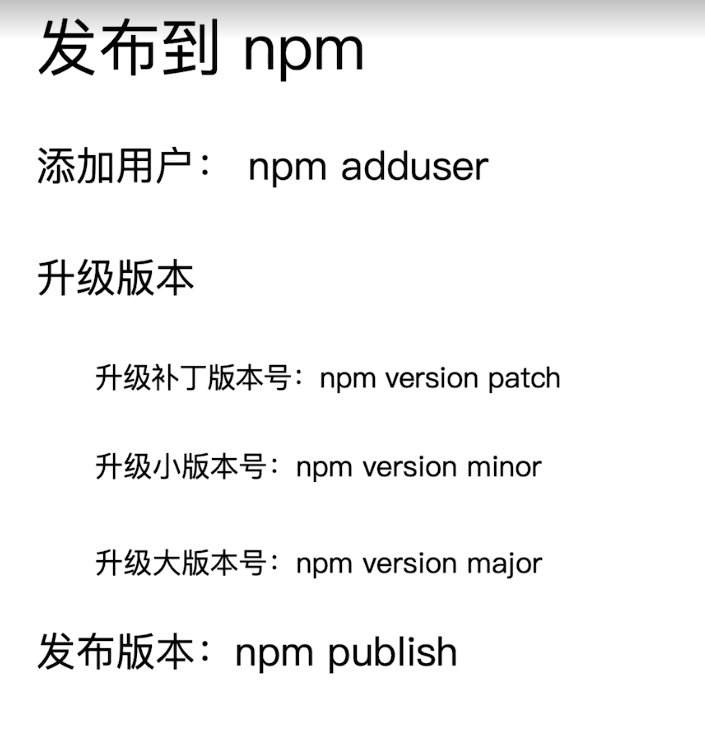 发布到 npm
添加用户： npm adduser
升级版本
升级补丁版本号：npm version patch
升级小版本号：npm version minor
升级大版本号：npm version major
发布版本：npm publish